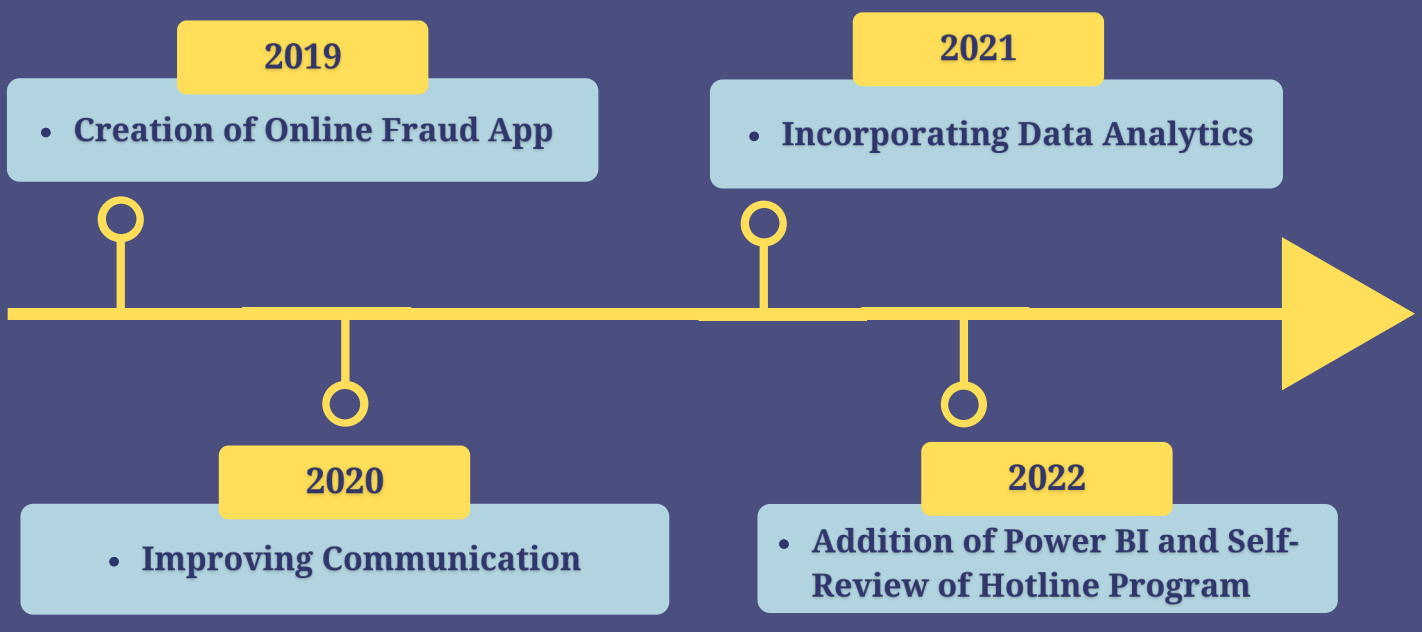 2019
• Creation of Online Fraud App
2021
• Incorporating Data Analytics
2020
• Improving Communication
2022
• Addition of Power BI and Self-
Review of Hotline Program